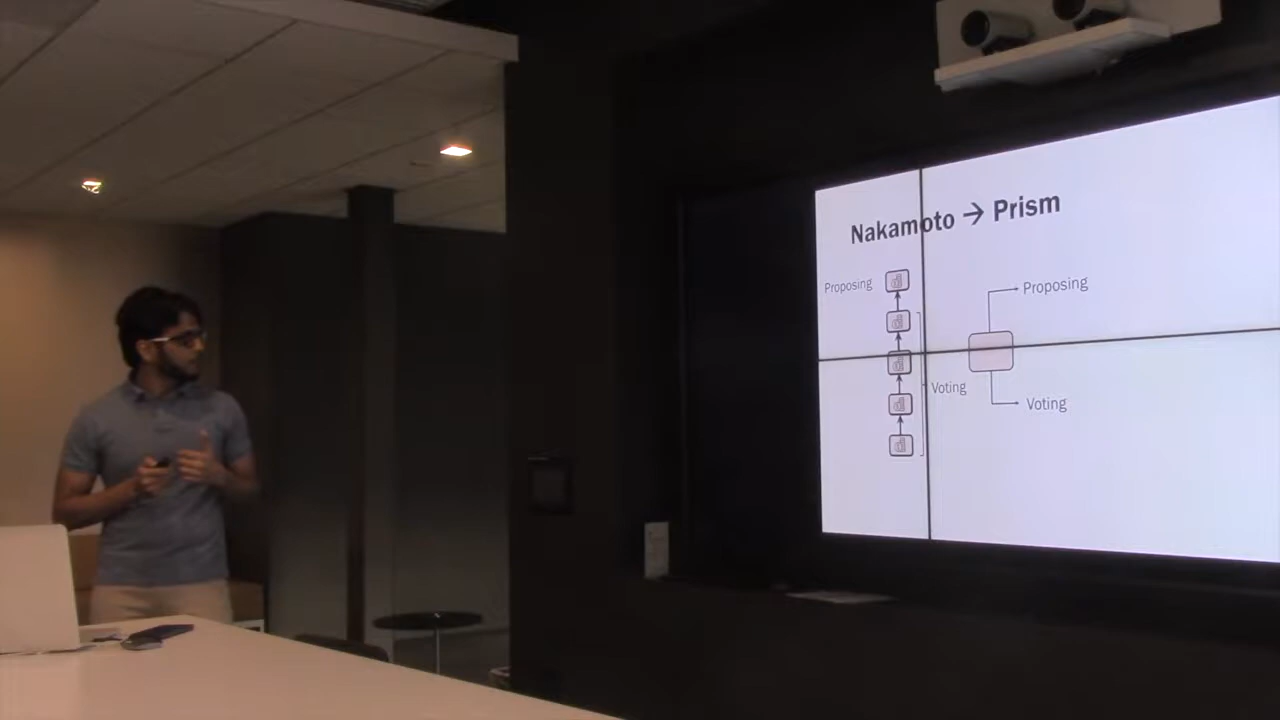 Nakamoto → Prism
Proposing
Voting
Proposing
Voting